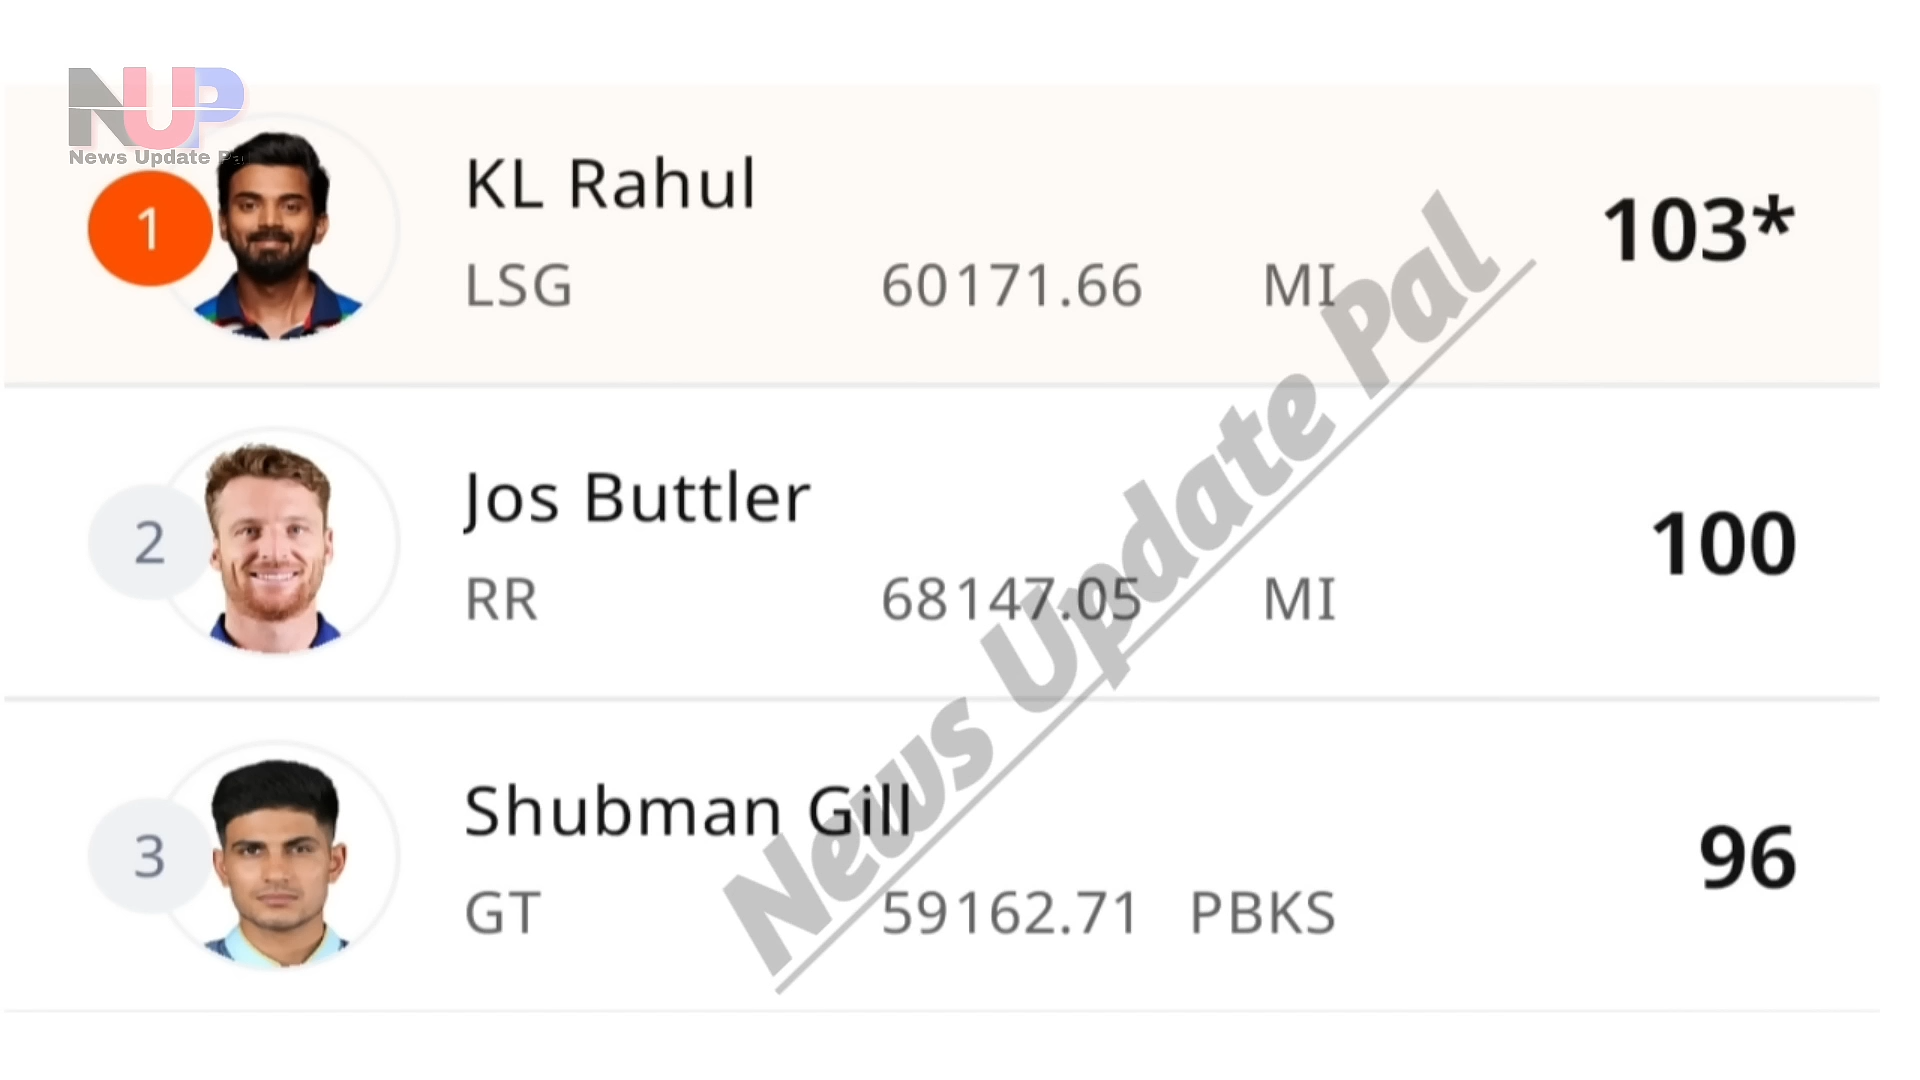 NUP
News Update Pal
1
KL Rahul
LSG 60171.66 MI
103*
2
Jos Buttler
RR 68147.05 MI
100
3
Shubman Gill
GT 59162.71 PBKS
96
News Update Pal